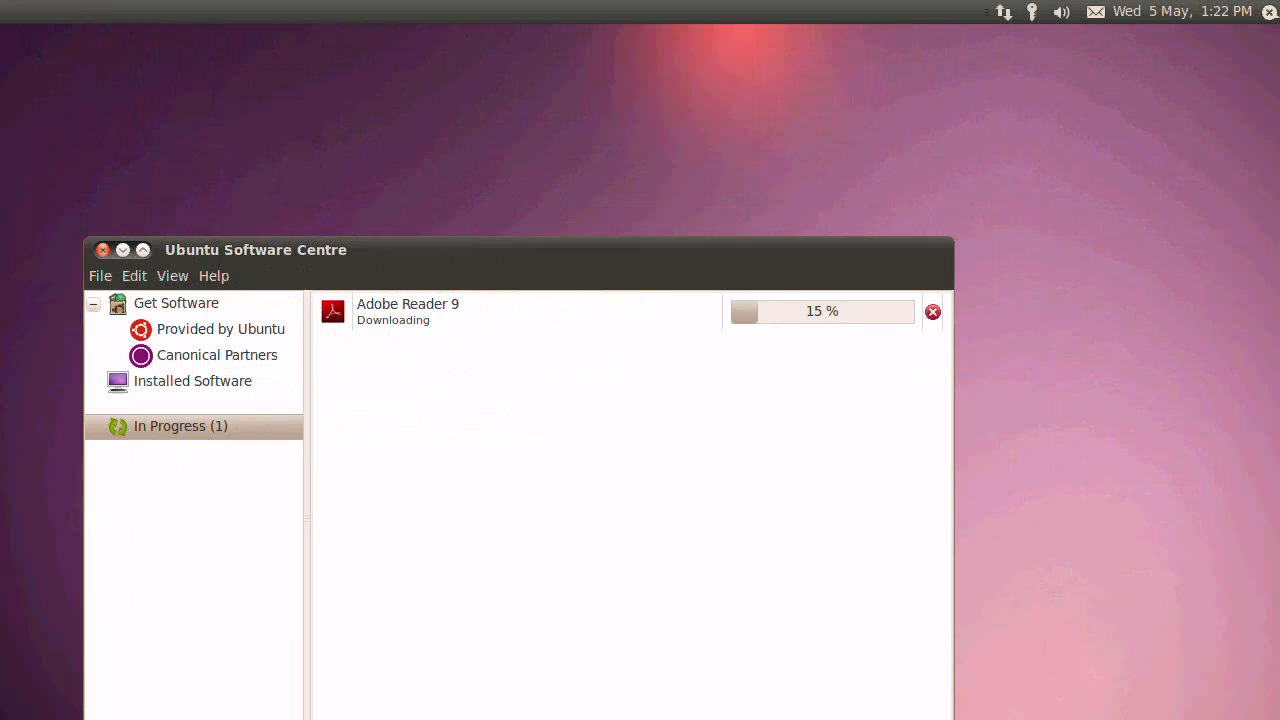 Wed 5 May, 1:22 PM
Ubuntu Software Centre
File Edit View Help
Get Software
Provided by Ubuntu
Canonical Partners
Installed Software
In Progress (1)
Adobe Reader 9
Downloading
15 %